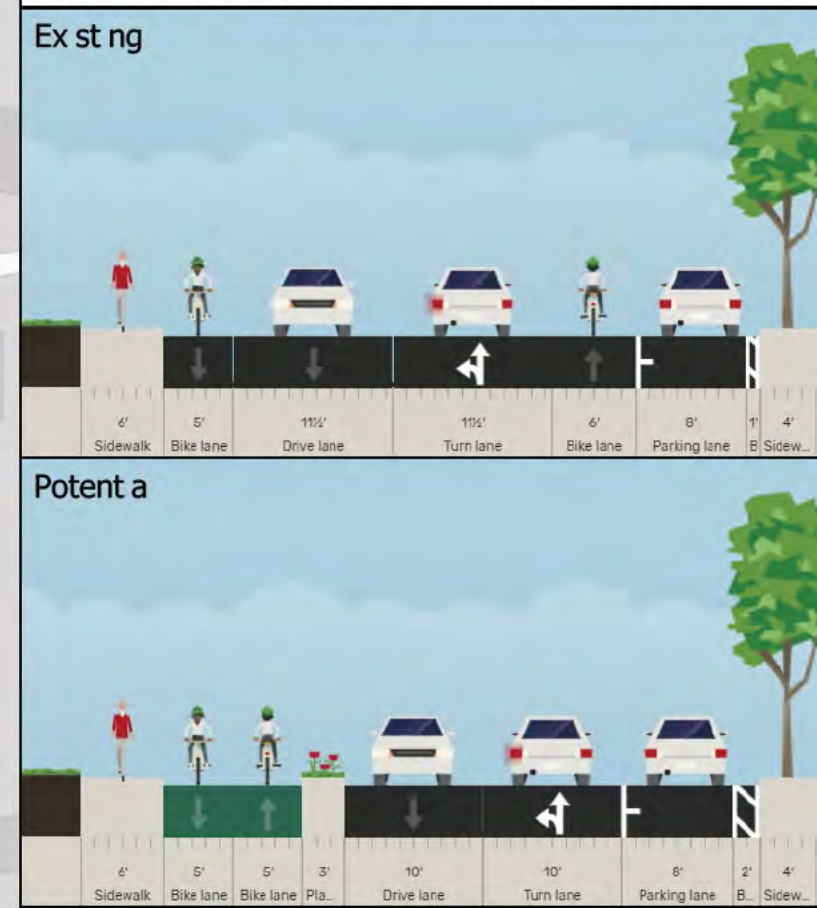 Ex st ng
6' 5' 11½' 11½' 6' 8' 1' 4'
Sidewalk Bike lane Drive lane Turn lane Bike lane Parking lane B Sidew...
Potent a
6' 5' 5' 3' 10' 10' 8' 2' 4'
Sidewalk Bike lane Bike lane Pla... Drive lane Turn lane Parking lane B... Sidew...